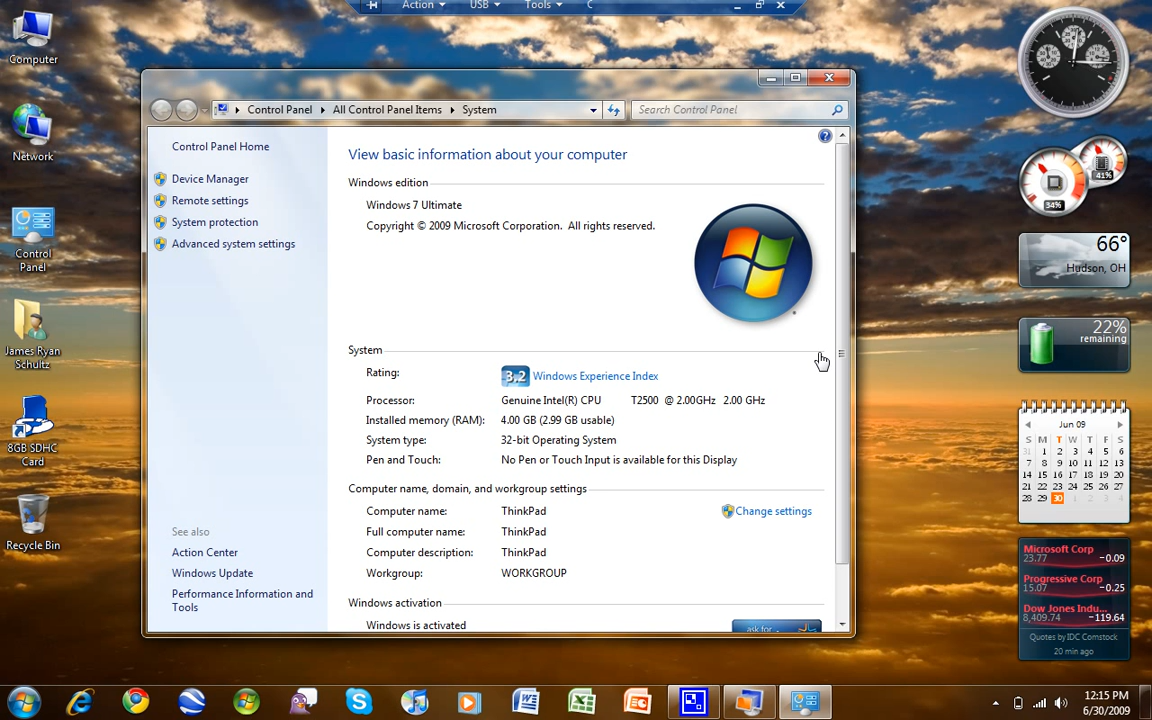 Action
USB
Tools
C
Computer
Network
Control
Panel
James Ryan
Schultz
8GB SDHC
Card
Recycle Bin
Control Panel
All Control Panel Items
System
Search Control Panel
Control Panel Home
Device Manager
Remote settings
System protection
Advanced system settings
See also
Action Center
Windows Update
Performance Information and
Tools
View basic information about your computer
Windows edition
Windows 7 Ultimate
Copyright © 2009 Microsoft Corporation. All rights reserved.
System
Rating:
3.2 Windows Experience Index
Processor:
Genuine Intel(R) CPU T2500 @ 2.00GHz 2.00 GHz
Installed memory (RAM):
4.00 GB (2.99 GB usable)
System type:
32-bit Operating System
Pen and Touch:
No Pen or Touch Input is available for this Display
Computer name, domain, and workgroup settings
Computer name:
ThinkPad
Change settings
Full computer name:
ThinkPad
Computer description:
ThinkPad
Workgroup:
WORKGROUP
Windows activation
Windows is activated
ask for
41%
34%
66°
Hudson, OH
22%
remaining
Jun 09
S M T W T F S
31 1 2 3 4 5 6
7 8 9 10 11 12 13
14 15 16 17 18 19 20
21 22 23 24 25 26 27
28 29 30 1 2 3 4
Microsoft Corp
23.77 -0.09
Progressive Corp
15.07 -0.25
Dow Jones Indu...
8,409.74 -119.64
Quotes by IDC Comstock
20 min ago
12:15 PM
6/30/2009